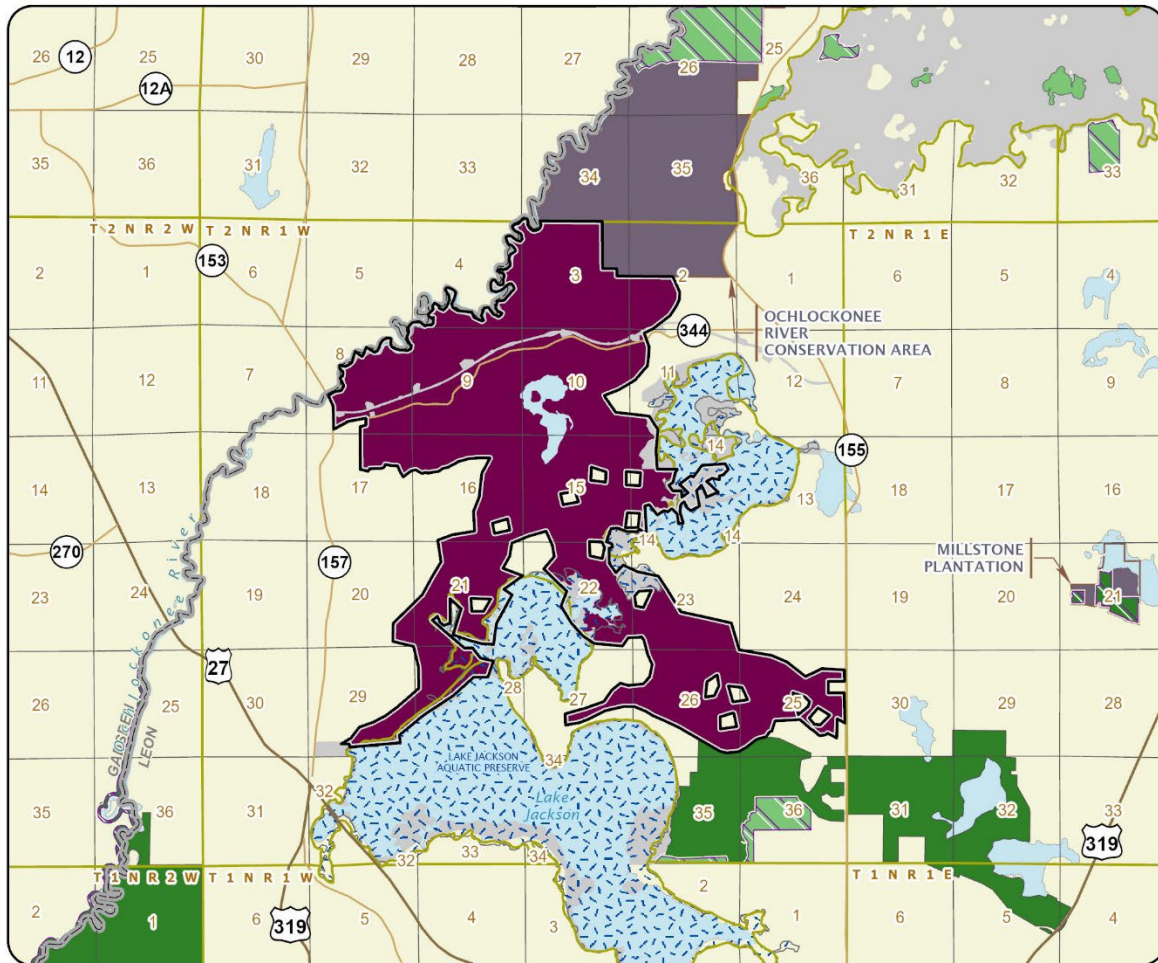 26 12 25 30 29 28 27 26 25
12A
35 36 31 32 33 34 35 36 31 32 33
T 2 N R 2 W T 2 N R 1 W T 2 N R 1 E
2 1 153 6 5 4 3 2 1 6 5 4
OCHLOCKONEE
RIVER
CONSERVATION AREA
344
8
11 12 7 9 10 11 12 7 8 9
14 155
14 13 18 17 16 15 13 18 17 16
270 157 14 14
MILLSTONE
PLANTATION
23 24 19 20 21 22 23 24 19 20 21
Ochlockonee River
27
26 25 30 29 28 27 26 25 30 29 28
GADSDEN
LEON
LAKE JACKSON
AQUATIC PRESERVE
34
Lake
Jackson
35 36 31 32 35 36 31 32 33
32 33 34
319
T 1 N R 2 W T 1 N R 1 W T 1 N R 1 E
2 1 6 5 4 3 2 1 6 5 4
319